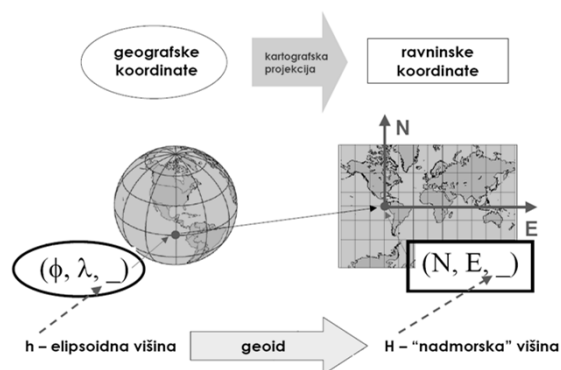 geografske
koordinate
kartografska
projekcija
ravninske
koordinate
N
E
(ϕ, λ, _)
(N, E, _)
h – elipsoidna višina
geoid
H – “nadmorska” višina